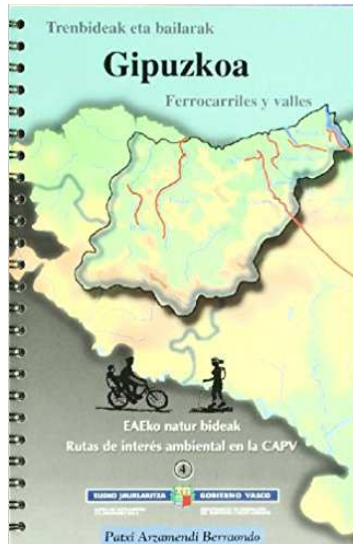 Trenbideak eta bailarak
Gipuzkoa
Ferrocarriles y valles
EAEko natur bideak
Rutas de interés ambiental en la CAPV
4
EUSKO JAURLARITZA
GOBIERNO VASCO
Patxi Arzamendi Berraondo